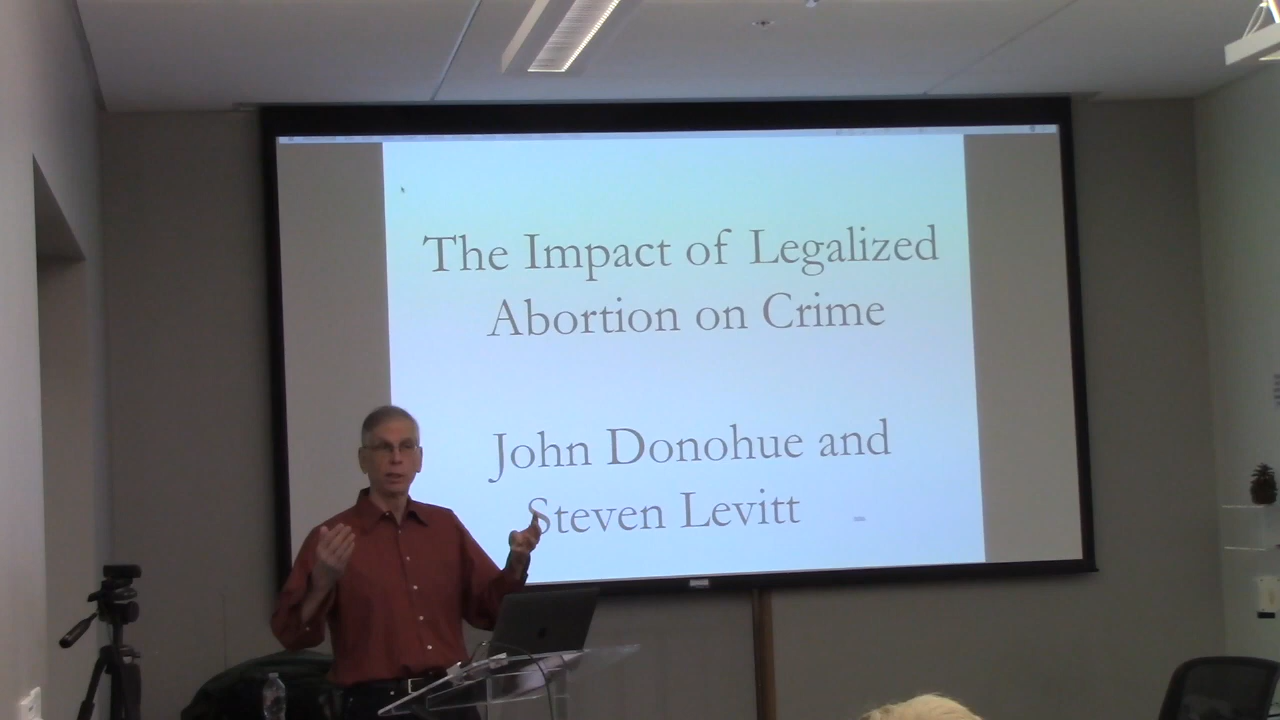 The Impact of Legalized
Abortion on Crime
John Donohue and
Steven Levitt